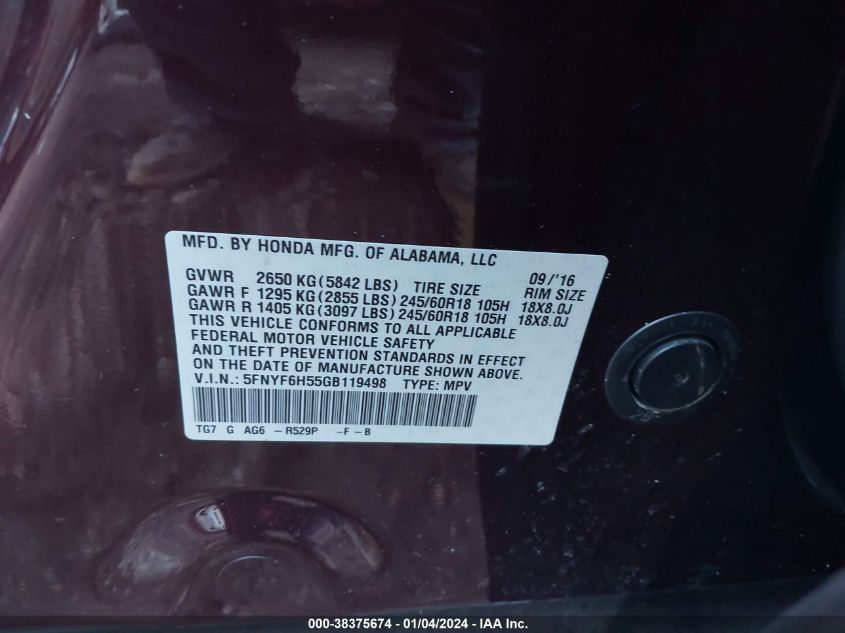 MFD. BY HONDA MFG. OF ALABAMA, LLC
GVWR 2650 KG(5842 LBS) TIRE SIZE 09/'16 RIM SIZE
GAWR F 1295 KG(2855 LBS) 245/60R18 105H 18X8.0J
GAWR R 1405 KG(3097 LBS) 245/60R18 105H 18X8.0J
THIS VEHICLE CONFORMS TO ALL APPLICABLE
FEDERAL MOTOR VEHICLE SAFETY
AND THEFT PREVENTION STANDARDS IN EFFECT
ON THE DATE OF MANUFACTURE SHOWN ABOVE.
V.I.N.: 5FNYF6H55GB119498 TYPE: MPV
TG7 G AG6 -R529P -F-B
000-38375674 - 01/04/2024 - IAA Inc.